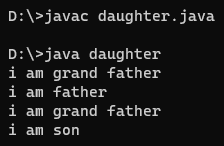 D:\>javac daughter.java
D:\>java daughter
i am grand father
i am father
i am grand father
i am son